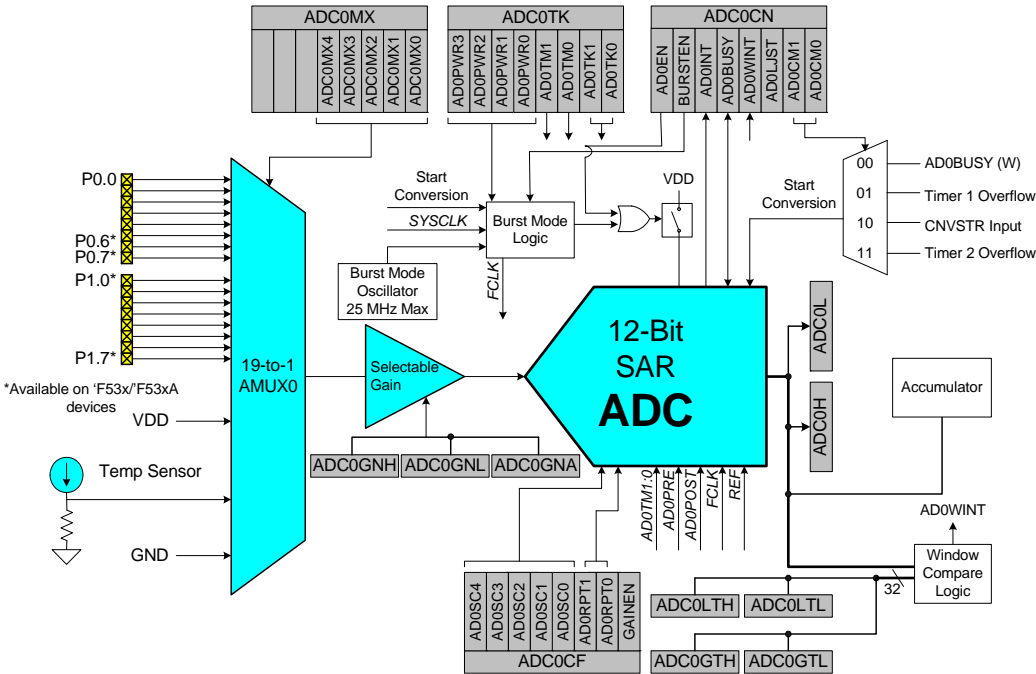 ADC0MX
ADC0MX4
ADC0MX3
ADC0MX2
ADC0MX1
ADC0MX0
ADC0TK
AD0PWR3
AD0PWR2
AD0PWR1
AD0PWR0
AD0TM1
AD0TM0
AD0TK1
AD0TK0
ADC0CN
AD0EN
BURSTEN
AD0INT
AD0BUSY
AD0WINT
AD0LJST
AD0CM1
AD0CM0
P0.0
P0.6*
P0.7*
P1.0*
P1.7*
*Available on 'F53x/'F53xA
devices
VDD
Temp Sensor
GND
19-to-1
AMUX0
Start
Conversion
SYSCLK
Burst Mode
Logic
Burst Mode
Oscillator
25 MHz Max
FCLK
VDD
Start
Conversion
00
01
10
11
AD0BUSY (W)
Timer 1 Overflow
CNVSTR Input
Timer 2 Overflow
Selectable
Gain
ADC0GNH
ADC0GNL
ADC0GNA
12-Bit
SAR
ADC
ADC0L
ADC0H
Accumulator
AD0TM1:0
AD0PRE
AD0POST
FCLK
REF
AD0WINT
Window
Compare
Logic
32
ADC0LTH
ADC0LTL
ADC0GTH
ADC0GTL
AD0SC4
AD0SC3
AD0SC2
AD0SC1
AD0SC0
AD0RPT1
AD0RPT0
GAINEN
ADC0CF